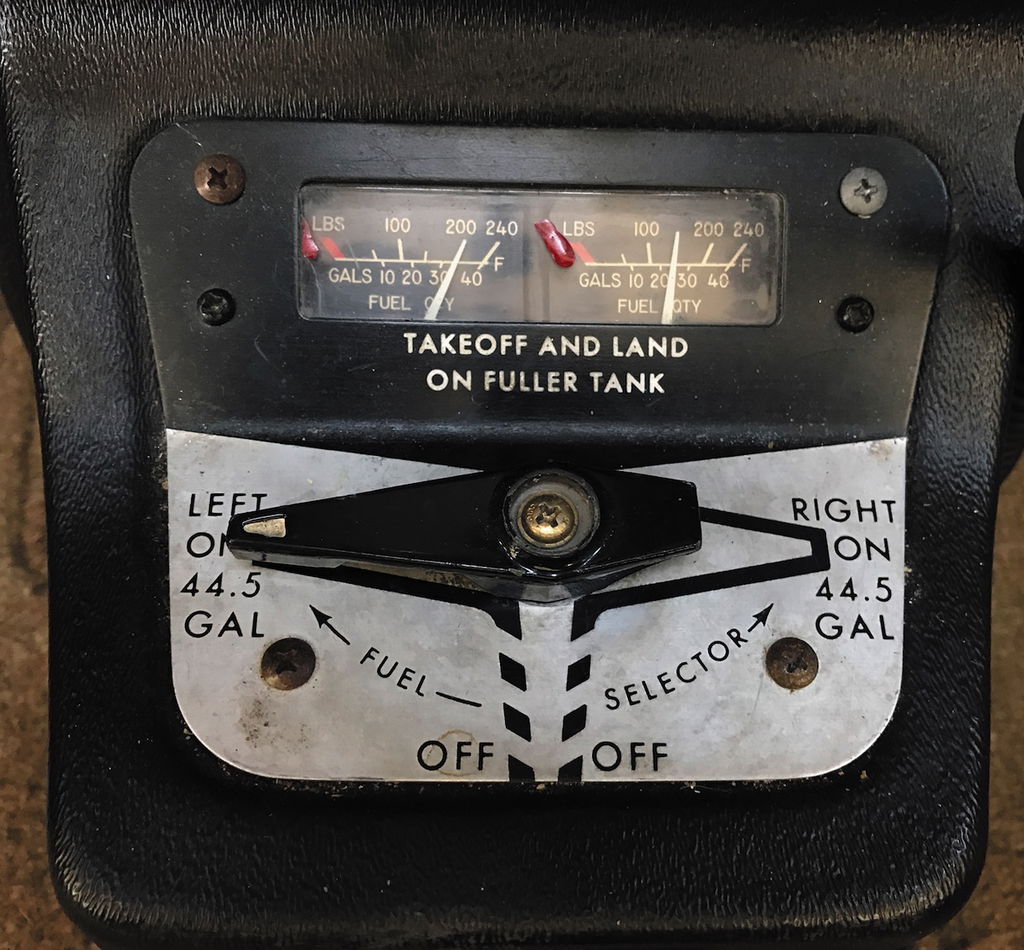 LBS 100 200 240
F
GALS 10 20 30 40
FUEL QTY
LBS 100 200 240
F
GALS 10 20 30 40
FUEL QTY
TAKEOFF AND LAND
ON FULLER TANK
LEFT
ON
44.5
GAL
RIGHT
ON
44.5
GAL
FUEL SELECTOR
OFF OFF